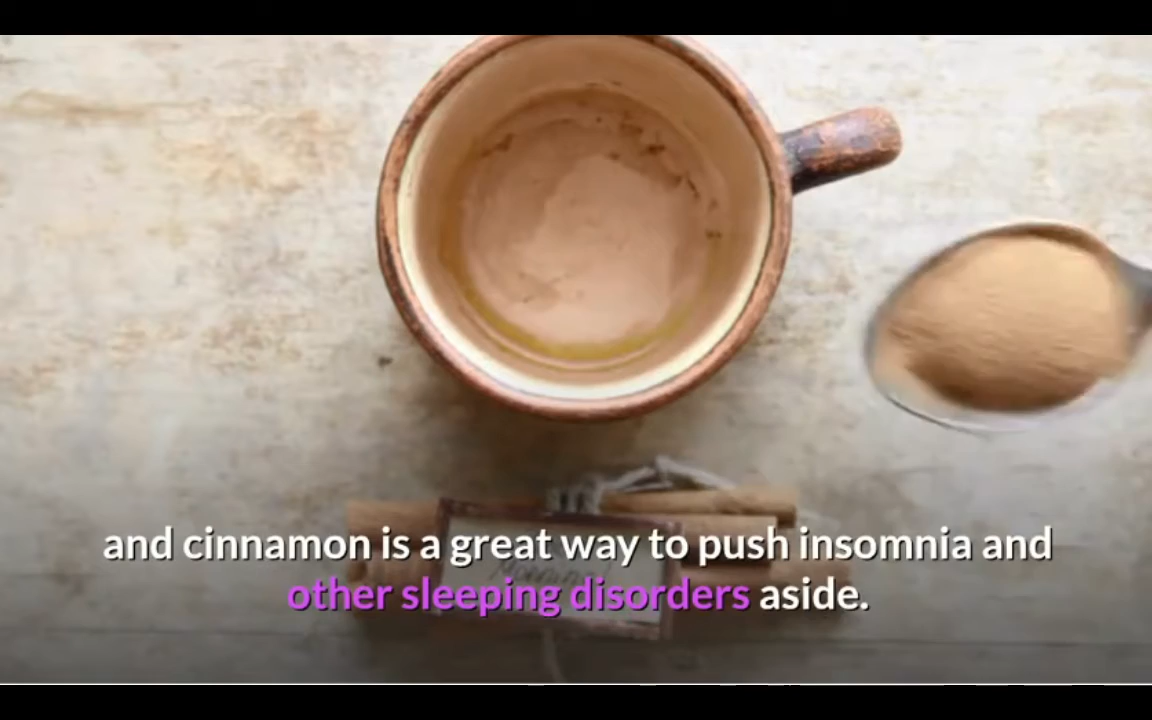 and cinnamon is a great way to push insomnia and
other sleeping disorders aside.